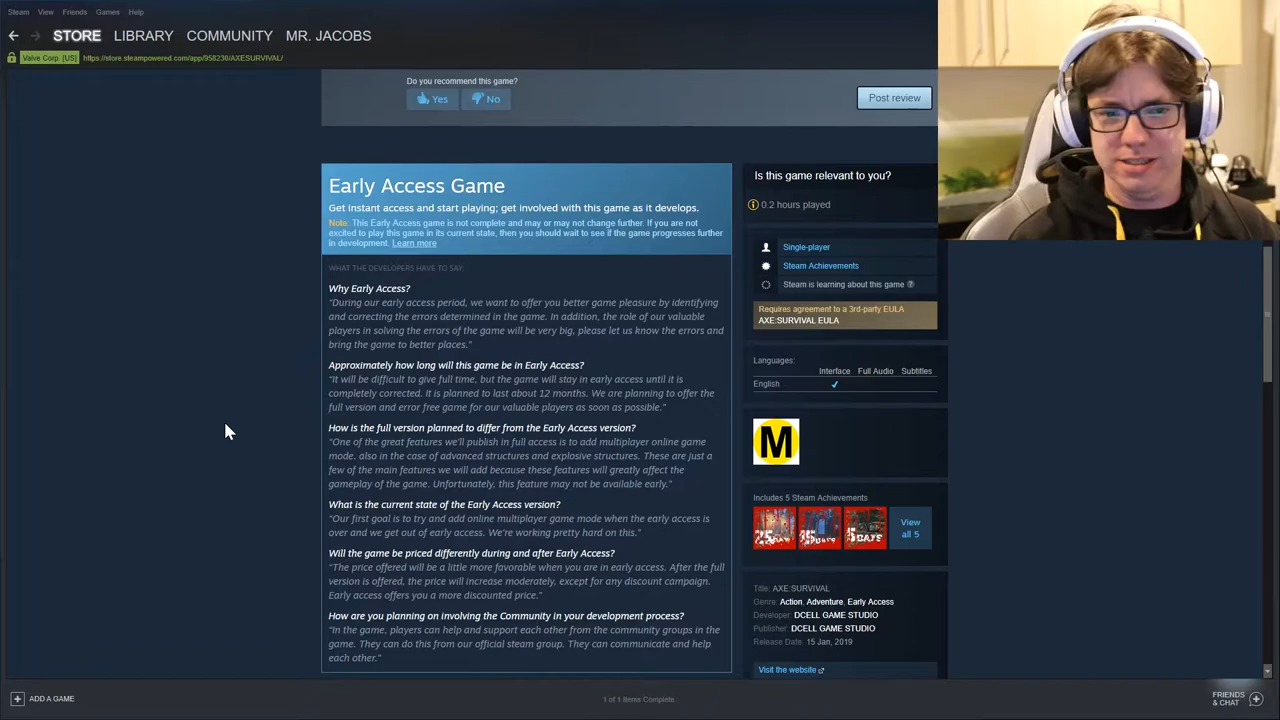 Steam View Friends Games Help
STORE LIBRARY COMMUNITY MR. JACOBS
Valve Corp. [US] https://store.steampowered.com/app/958230/AXESURVIVAL/
Do you recommend this game?
Yes No
Post review
Early Access Game
Get instant access and start playing; get involved with this game as it develops.
Note: This Early Access game is not complete and may or may not change further. If you are not
excited to play this game in its current state, then you should wait to see if the game progresses further
in development. Learn more
WHAT THE DEVELOPERS HAVE TO SAY:
Why Early Access?
"During our early access period, we want to offer you better game pleasure by identifying
and correcting the errors determined in the game. In addition, the role of our valuable
players in solving the errors of the game will be very big, please let us know the errors and
bring the game to better places."
Approximately how long will this game be in Early Access?
"It will be difficult to give full time, but the game will stay in early access until it is
completely corrected. It is planned to last about 12 months. We are planning to offer the
full version and error free game for our valuable players as soon as possible."
How is the full version planned to differ from the Early Access version?
"One of the great features we'll publish in full access is to add multiplayer online game
mode. also in the case of advanced structures and explosive structures. These are just a
few of the main features we will add because these features will greatly affect the
gameplay of the game. Unfortunately, this feature may not be available early."
What is the current state of the Early Access version?
"Our first goal is to try and add online multiplayer game mode when the early access is
over and we get out of early access. We're working pretty hard on this."
Will the game be priced differently during and after Early Access?
"The price offered will be a little more favorable when you are in early access. After the full
version is offered, the price will increase moderately, except for any discount campaign.
Early access offers you a more discounted price."
How are you planning on involving the Community in your development process?
"In the game, players can help and support each other from the community groups in the
game. They can do this from our official steam group. They can communicate and help
each other."
Is this game relevant to you?
0.2 hours played
Single-player
Steam Achievements
Steam is learning about this game ?
Requires agreement to a 3rd-party EULA
AXE:SURVIVAL EULA
Languages:
Interface Full Audio Subtitles
English ✔
M
Includes 5 Steam Achievements
View
all 5
Title: AXE:SURVIVAL
Genre: Action, Adventure, Early Access
Developer: DCELL GAME STUDIO
Publisher: DCELL GAME STUDIO
Release Date: 15 Jan, 2019
Visit the website
ADD A GAME
1 of 1 Items Complete
FRIENDS
& CHAT